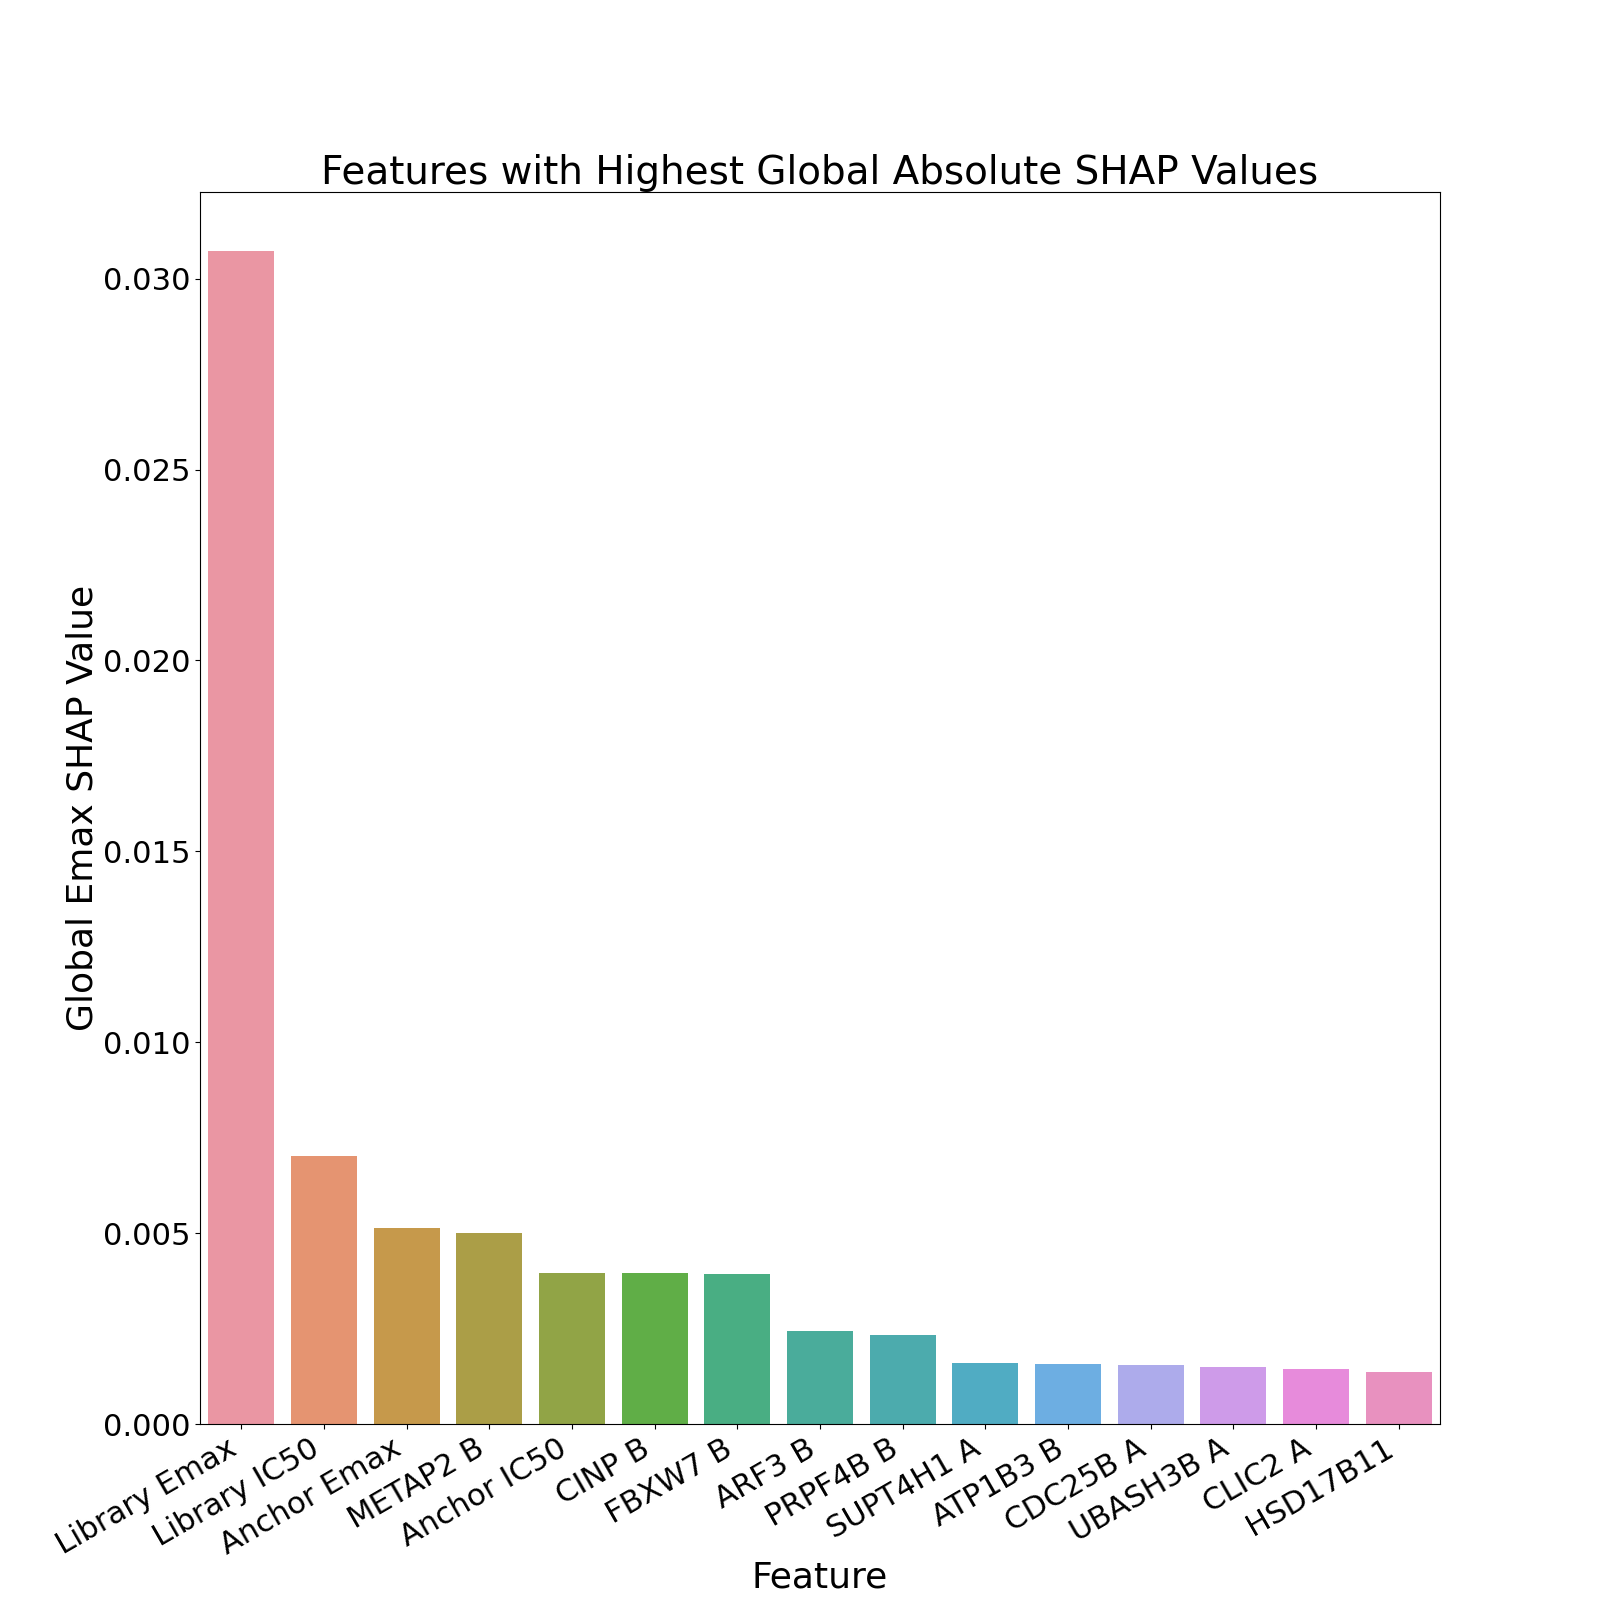 Features with Highest Global Absolute SHAP Values
Global Emax SHAP Value
0.030
0.025
0.020
0.015
0.010
0.005
0.000
Library Emax
Library IC50
Anchor Emax
METAP2 B
Anchor IC50
CINP B
FBXW7 B
ARF3 B
PRPF4B B
SUPT4H1 A
ATP1B3 B
CDC25B A
UBASH3B A
CLIC2 A
HSD17B11
Feature